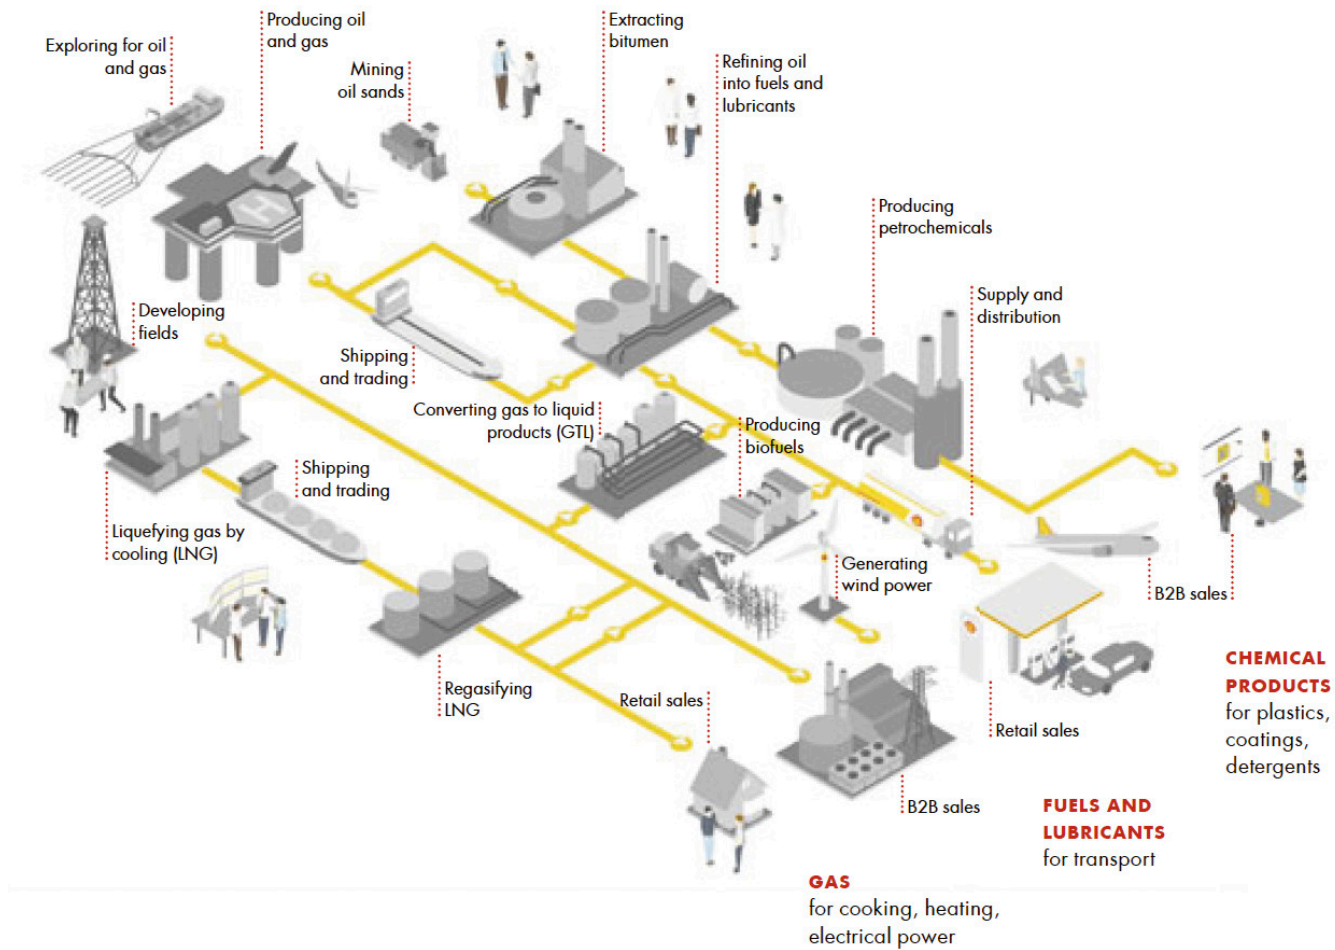 Producing oil
and gas
Extracting
bitumen
Exploring for oil
and gas
Mining
oil sands
Refining oil
into fuels and
lubricants
Producing
petrochemicals
Supply and
distribution
Developing
fields
Shipping
and trading
Converting gas to liquid
products (GTL)
Producing
biofuels
Shipping
and trading
Liquefying gas by
cooling (LNG)
Generating
wind power
B2B sales
Regasifying
LNG
Retail sales
Retail sales
B2B sales
CHEMICAL
PRODUCTS
for plastics,
coatings,
detergents
FUELS AND
LUBRICANTS
for transport
GAS
for cooking, heating,
electrical power